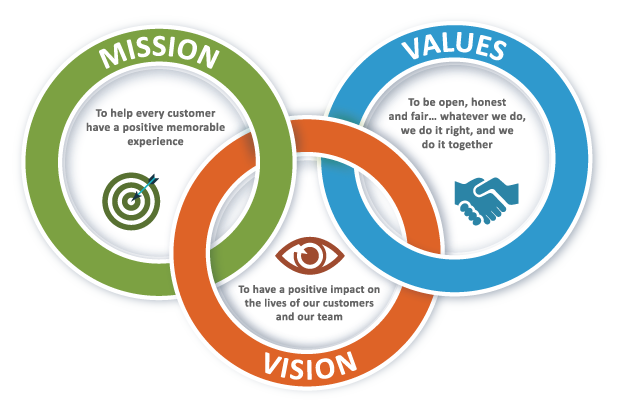 MISSION
To help every customer
have a positive memorable
experience
VALUES
To be open, honest
and fair... whatever we do,
we do it right, and we
do it together
To have a positive impact on
the lives of our customers
and our team
VISION